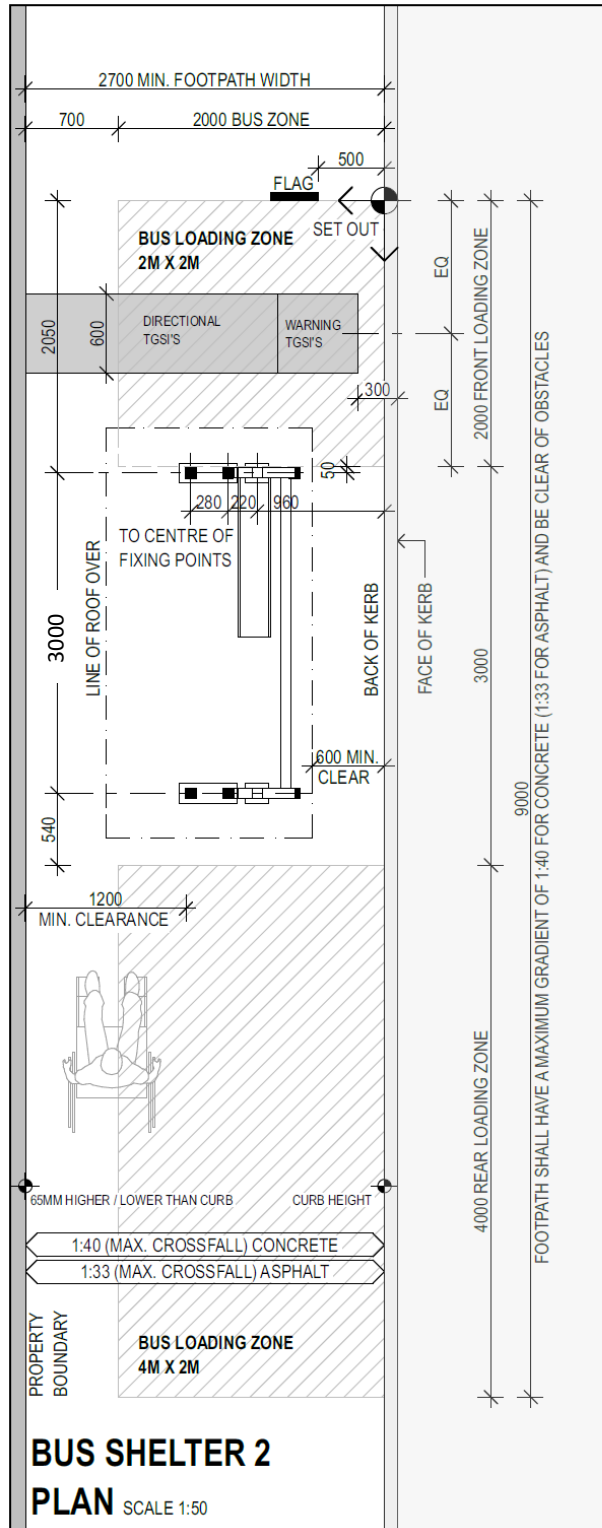 2700 MIN. FOOTPATH WIDTH
700
2000 BUS ZONE
500
FLAG
SET OUT
BUS LOADING ZONE
2M X 2M
EQ
2000 FRONT LOADING ZONE
2050
600
DIRECTIONAL
TGSI'S
WARNING
TGSI'S
300
EQ
50
280
220
960
TO CENTRE OF
FIXING POINTS
LINE OF ROOF OVER
3000
BACK OF KERB
FACE OF KERB
3000
9000
FOOTPATH SHALL HAVE A MAXIMUM GRADIENT OF 1:40 FOR CONCRETE (1:33 FOR ASPHALT) AND BE CLEAR OF OBSTACLES
600 MIN.
CLEAR
540
1200
MIN. CLEARANCE
4000 REAR LOADING ZONE
65MM HIGHER / LOWER THAN CURB
CURB HEIGHT
1:40 (MAX. CROSSFALL) CONCRETE
1:33 (MAX. CROSSFALL) ASPHALT
PROPERTY
BOUNDARY
BUS LOADING ZONE
4M X 2M
BUS SHELTER 2
PLAN SCALE 1:50